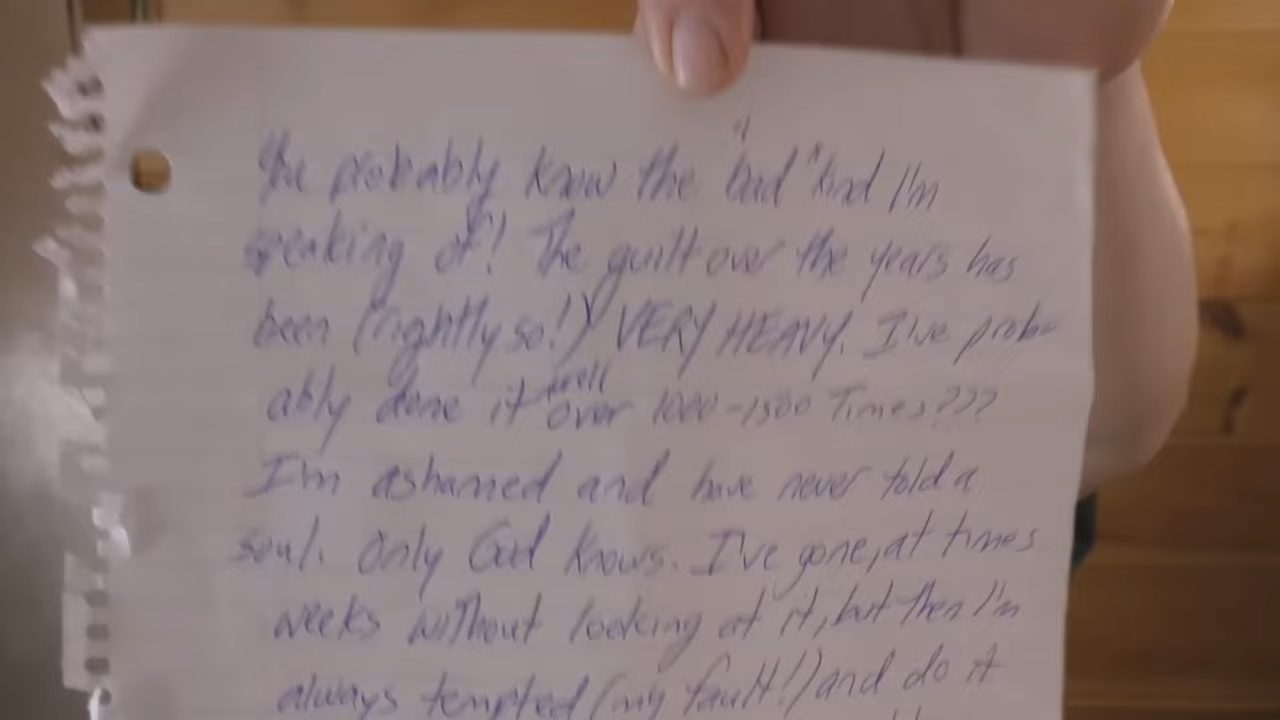 You probably know the "bad" kind I'm
speaking of! The guilt over the years has
been (rightly so!) VERY HEAVY. I've prob-
ably done it well over 1000-1500 Times???
I'm ashamed and have never told a
soul. Only God knows. I've gone, at times
weeks without looking at it, but then I'm
always tempted (my fault!) and do it